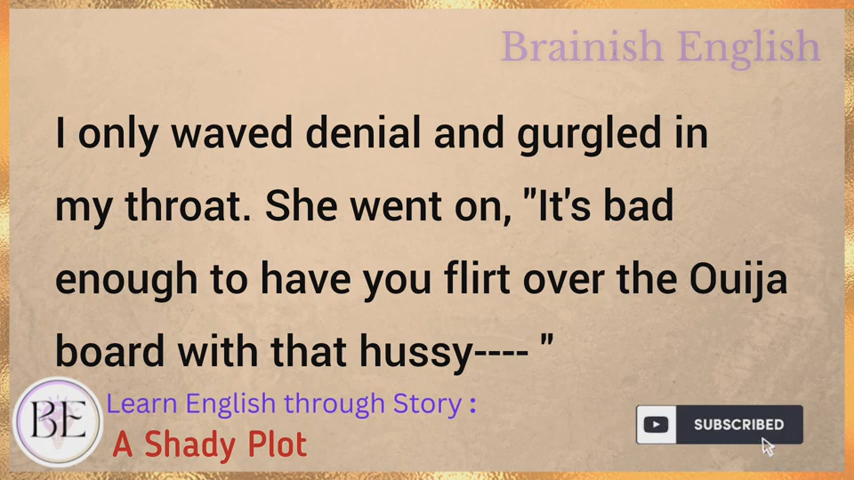 Brainish English
I only waved denial and gurgled in
my throat. She went on, "It's bad
enough to have you flirt over the Ouija
board with that hussy---- "
BE
Learn English through Story :
A Shady Plot
SUBSCRIBED